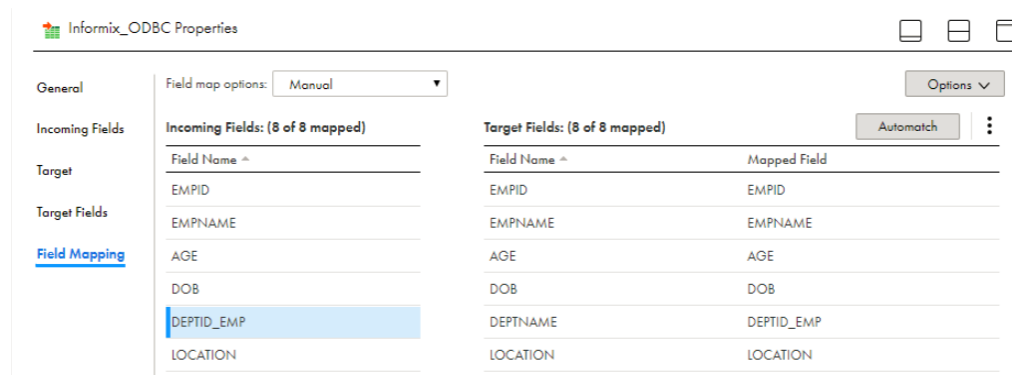 Informix_ODBC Properties
General
Incoming Fields
Target
Target Fields
Field Mapping
Field map options: Manual
Options
Incoming Fields: (8 of 8 mapped)
Field Name
EMPID
EMPNAME
AGE
DOB
DEPTID_EMP
LOCATION
Target Fields: (8 of 8 mapped)
Automatch
Field Name Mapped Field
EMPID EMPID
EMPNAME EMPNAME
AGE AGE
DOB DOB
DEPTNAME DEPTID_EMP
LOCATION LOCATION